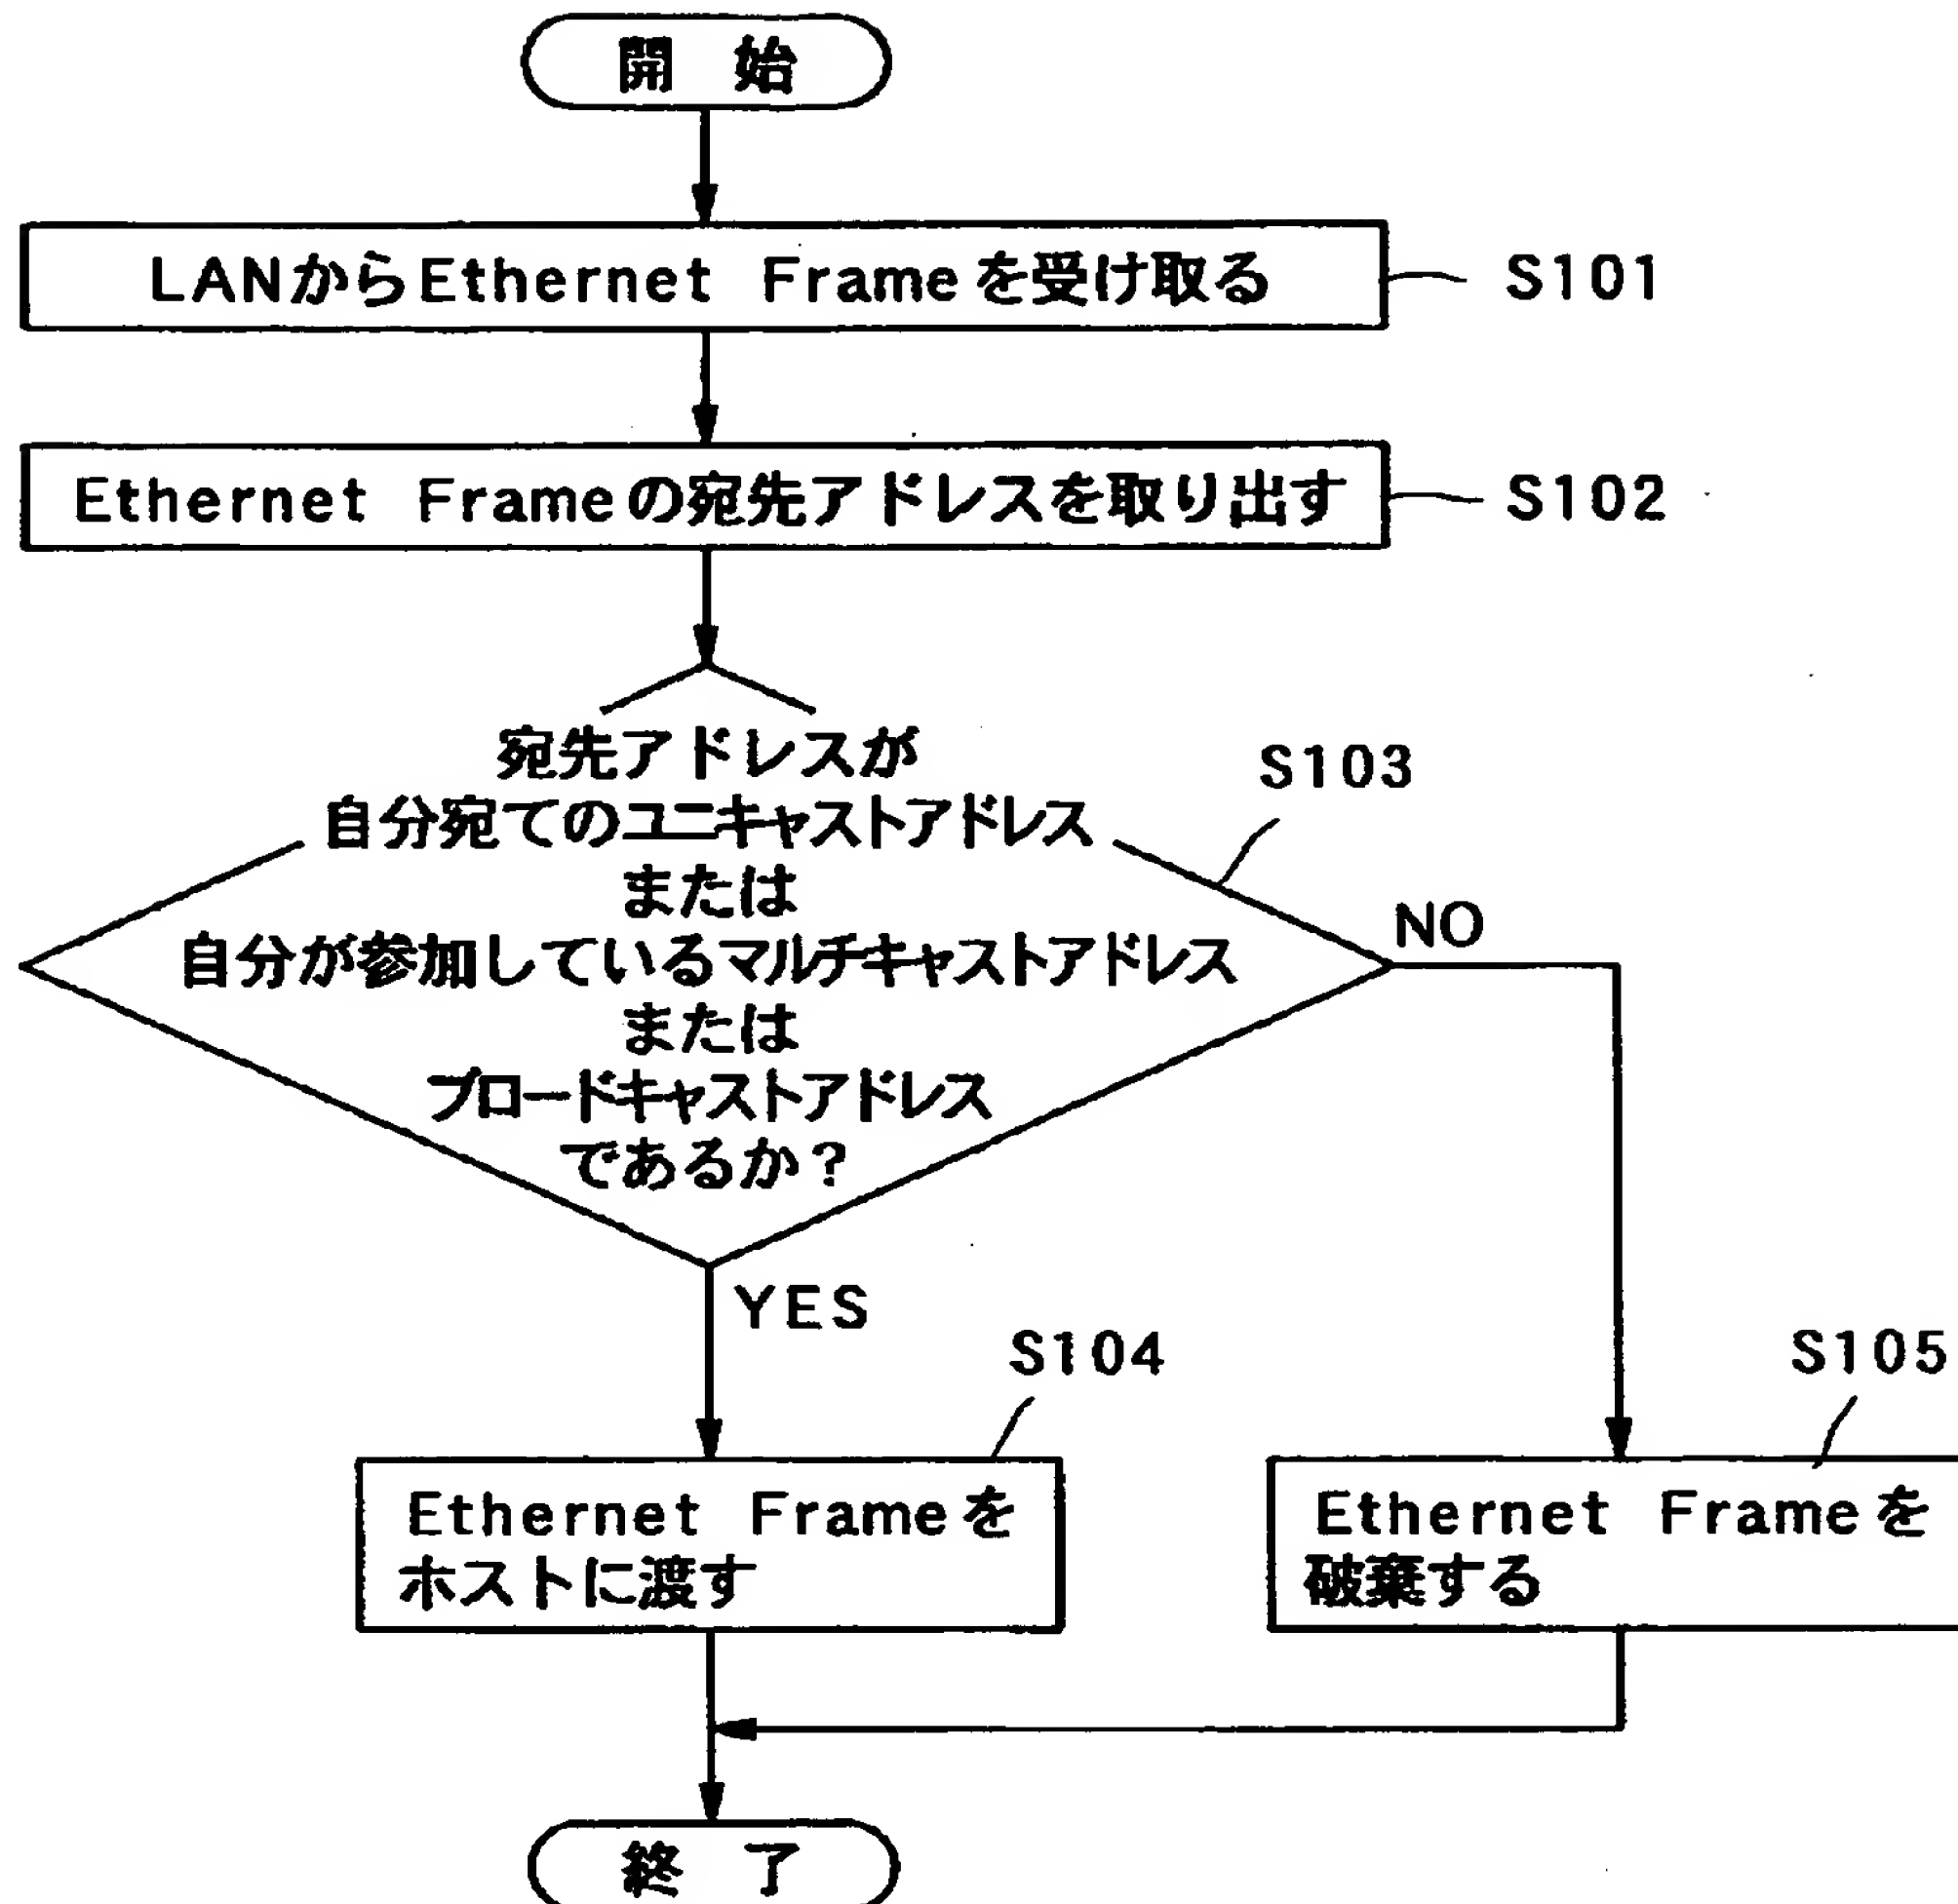 開 始
LANからEthernet Frameを受け取る
S101
Ethernet Frameの宛先アドレスを取り出す
S102
宛先アドレスが
自分宛てのユニキャストアドレス
または
自分が参加しているマルチキャストアドレス
または
ブロードキャストアドレス
であるか?
S103
NO
YES
S104
S105
Ethernet Frameを
ホストに渡す
Ethernet Frameを
破棄する
終 了